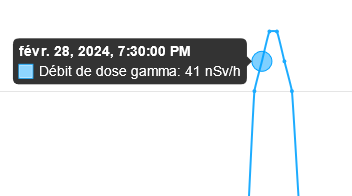 févr. 28, 2024, 7:30:00 PM
Débit de dose gamma: 41 nSv/h